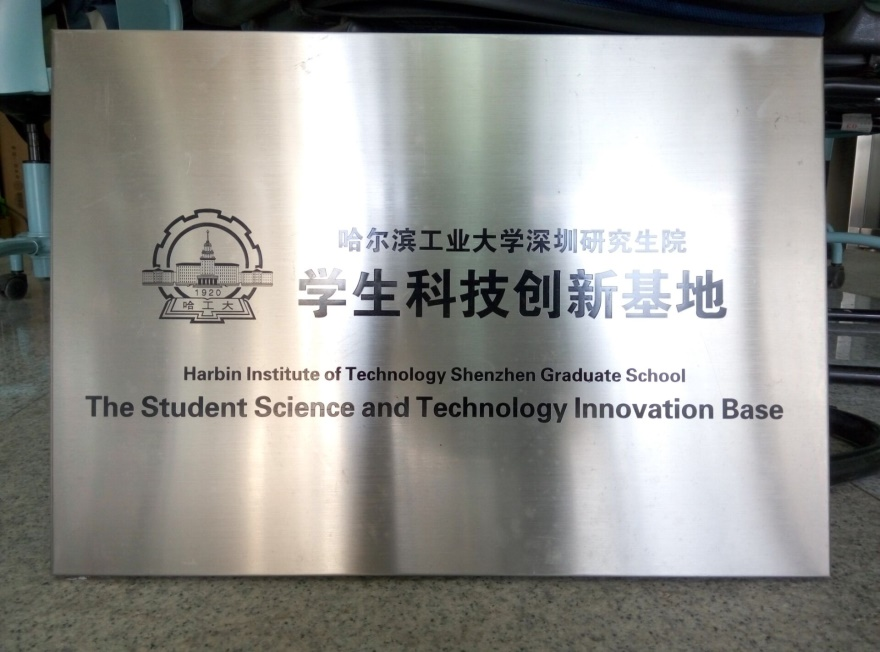 1920
哈工大
哈尔滨工业大学深圳研究生院
学生科技创新基地
Harbin Institute of Technology Shenzhen Graduate School
The Student Science and Technology Innovation Base